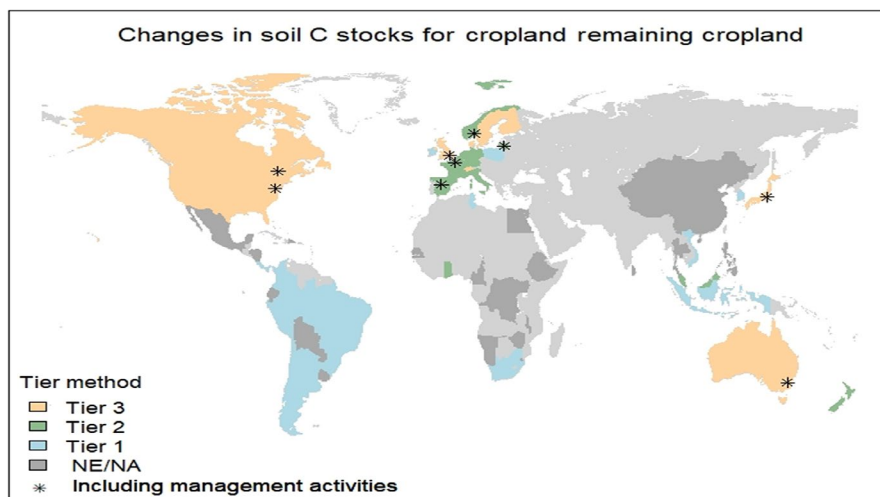 Changes in soil C stocks for cropland remaining cropland
Tier method
Tier 3
Tier 2
Tier 1
NE/NA
Including management activities